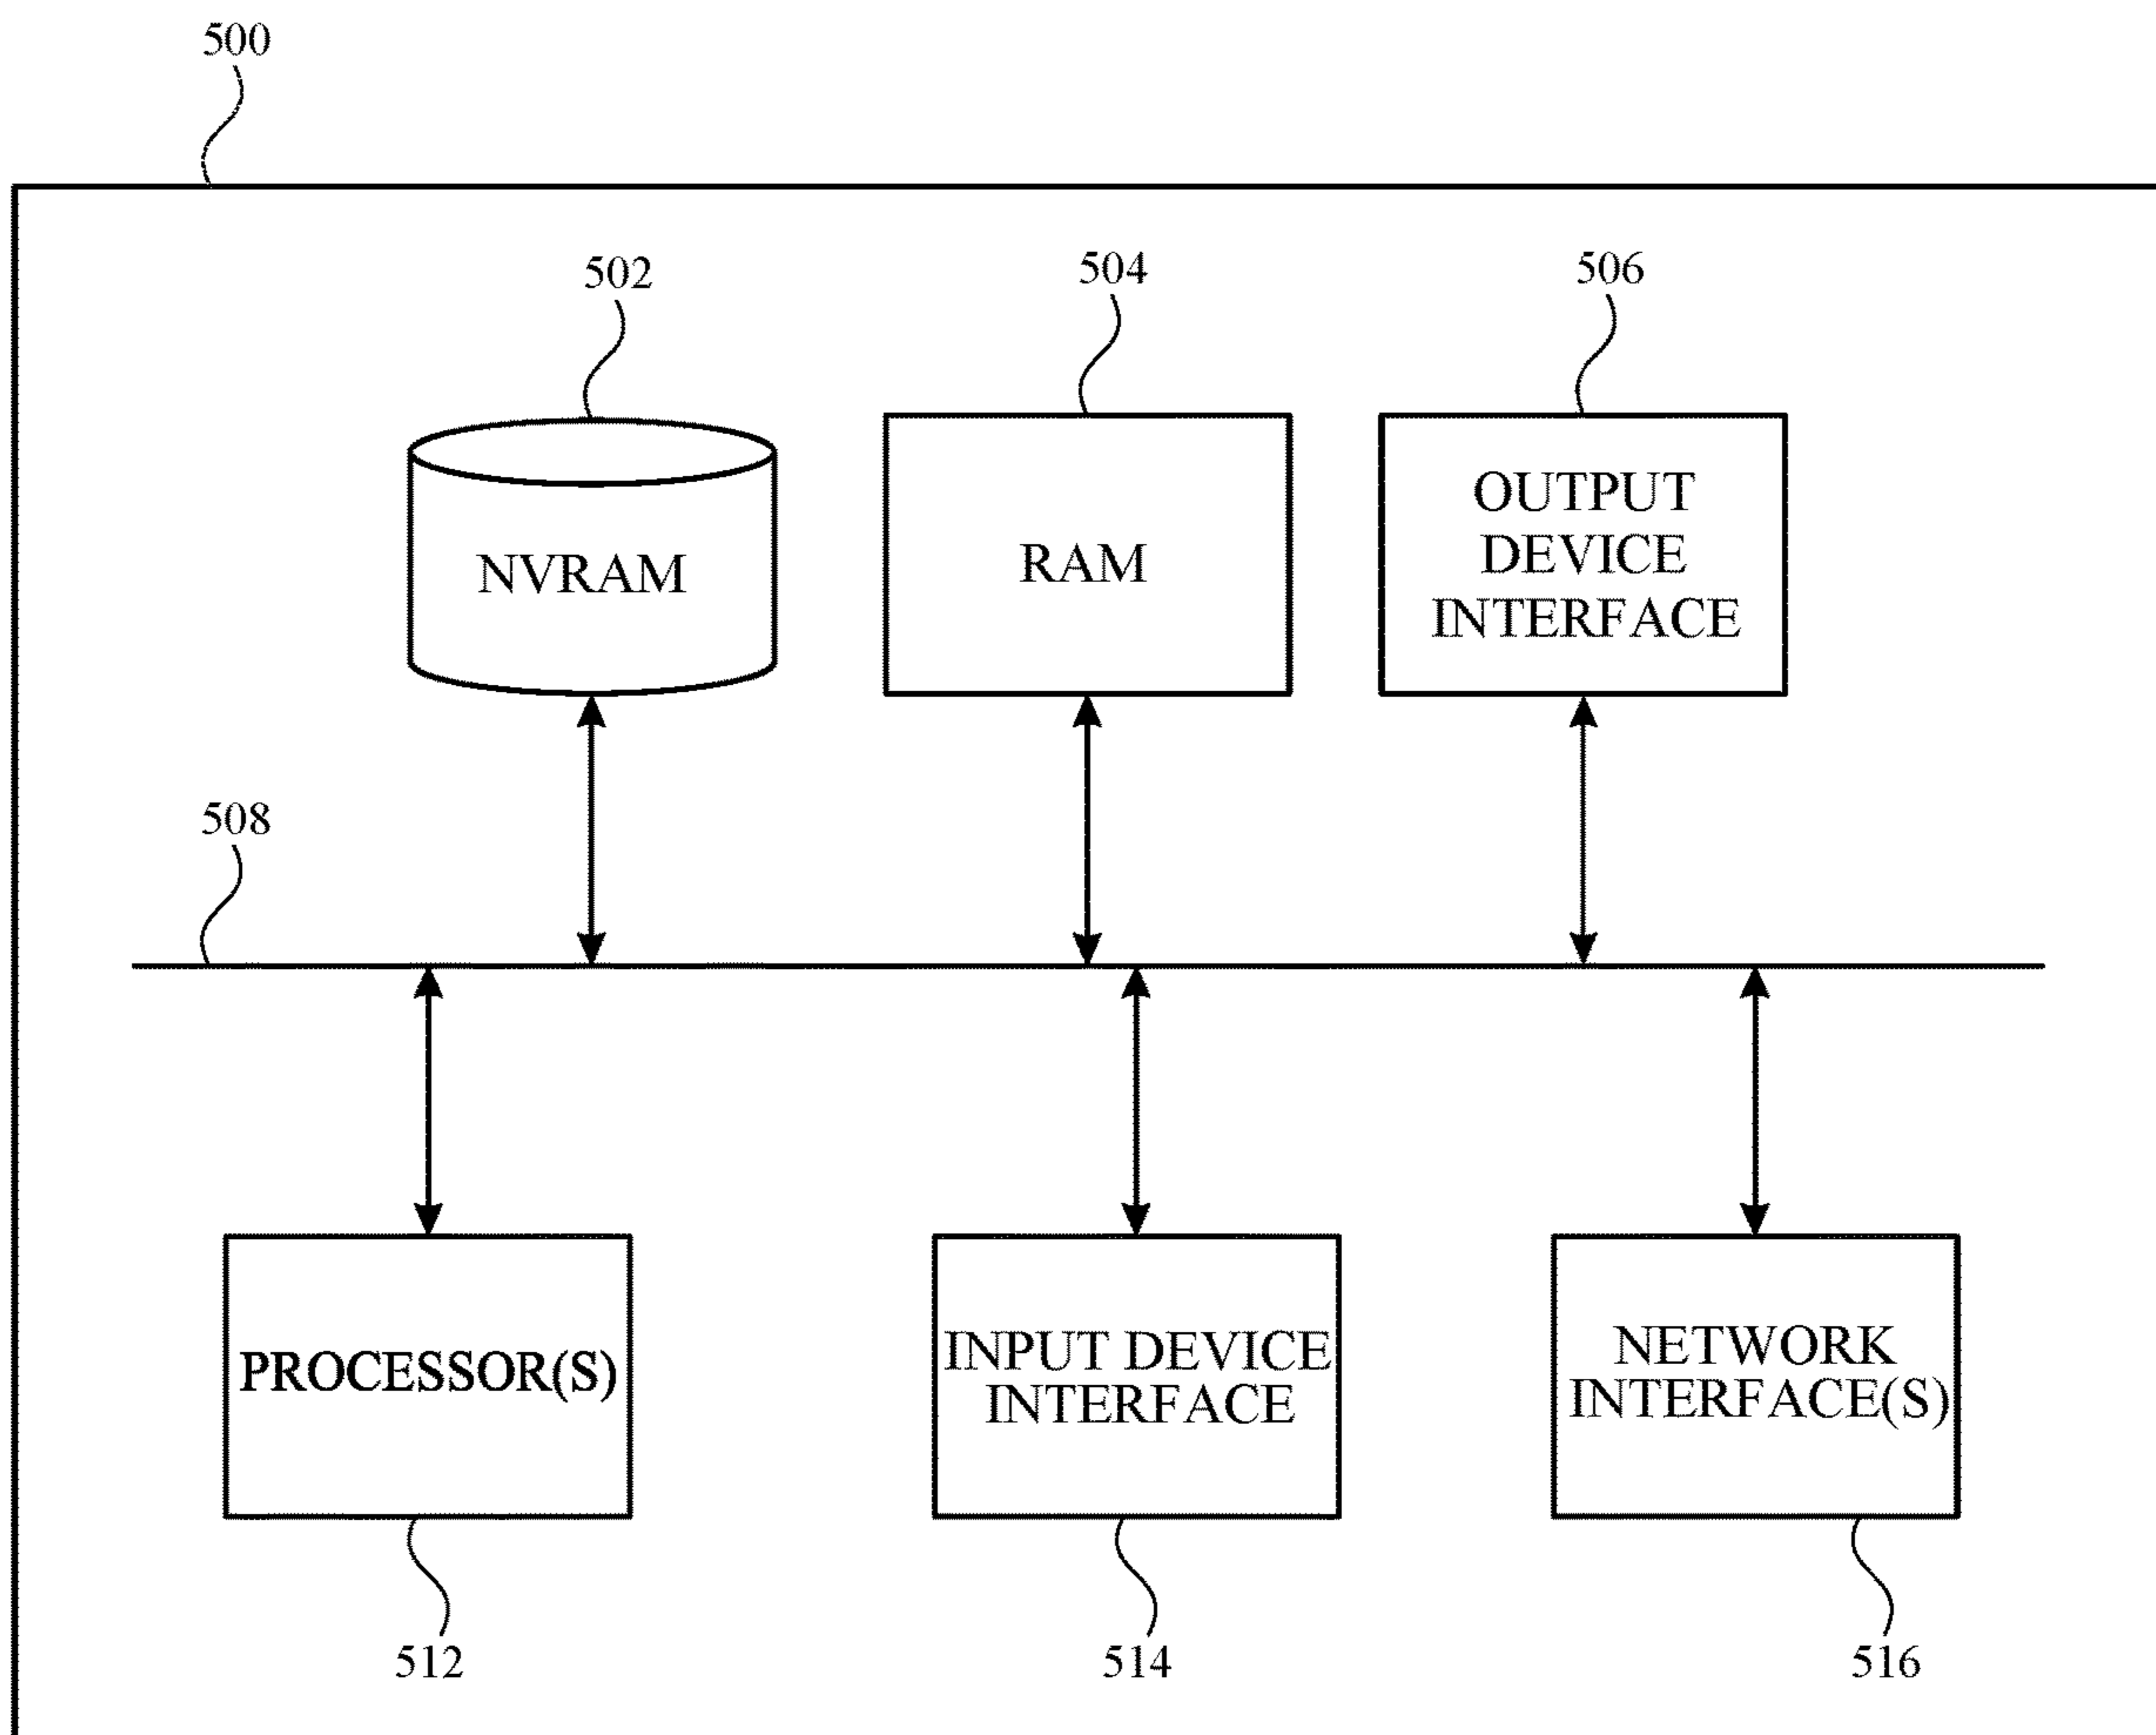 500
502
504
506
NVRAM
RAM
OUTPUT
DEVICE
INTERFACE
508
PROCESSOR(S)
INPUT DEVICE
INTERFACE
NETWORK
INTERFACE(S)
512
514
516